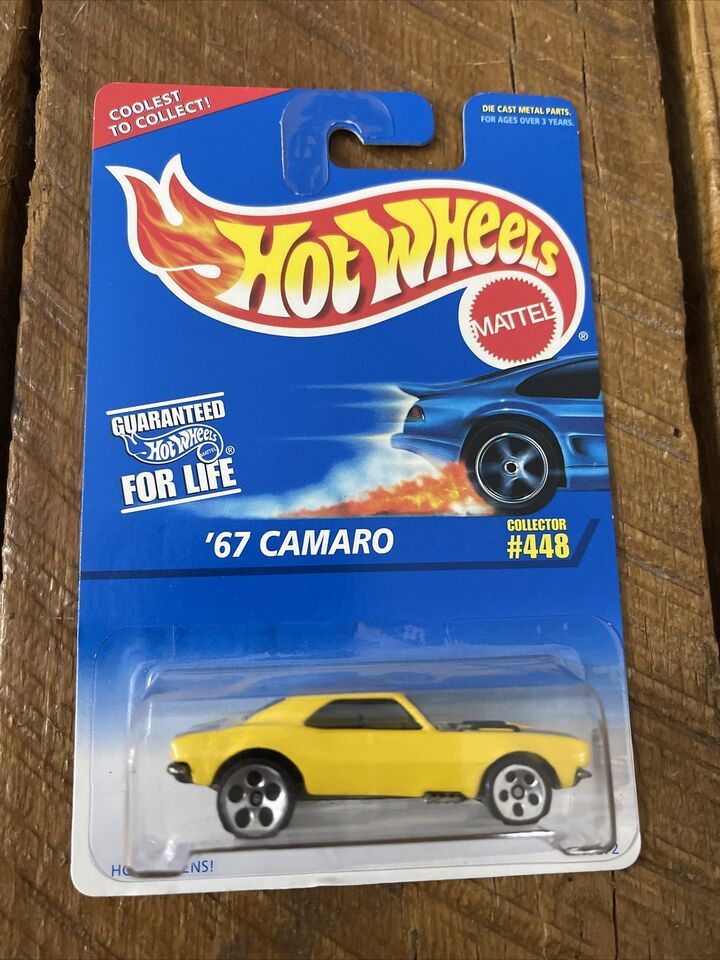 COOLEST
TO COLLECT!
DIE CAST METAL PARTS.
FOR AGES OVER 3 YEARS.
HOT WHEELS
MATTEL
®
GUARANTEED
HOT WHEELS
MATTEL
®
FOR LIFE
'67 CAMARO
COLLECTOR
#448